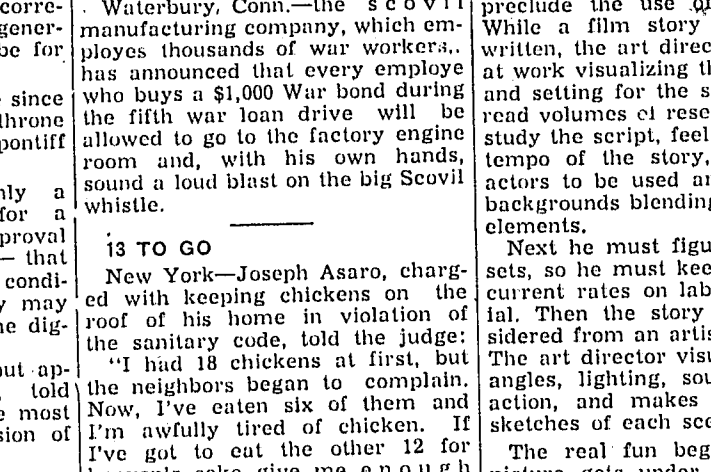 corre-
gener-
be for
since
throne
pontiff
nly a
for a
proval
— that
condi-
y may
he dig-
out ap-
told
e most
sion of
Waterbury, Conn.—the scovil
manufacturing company, which em-
ployes thousands of war workers..
has announced that every employe
who buys a $1,000 War bond during
the fifth war loan drive will be
allowed to go to the factory engine
room and, with his own hands,
sound a loud blast on the big Scovil
whistle.
13 TO GO
New York—Joseph Asaro, charg-
ed with keeping chickens on the
roof of his home in violation of
the sanitary code, told the judge:
"I had 18 chickens at first, but
the neighbors began to complain.
Now, I've eaten six of them and
I'm awfully tired of chicken. If
I've got to eat the other 12 for
sake give me enough
preclude the use
While a film story
written, the art direc
at work visualizing th
and setting for the s
read volumes of rese
study the script, feel
tempo of the story,
actors to be used an
backgrounds blending
elements.
Next he must figu
sets, so he must kee
current rates on lab
ial. Then the story
sidered from an artis
The art director visu
angles, lighting, sou
action, and makes
sketches of each sce
The real fun beg
picture gets under